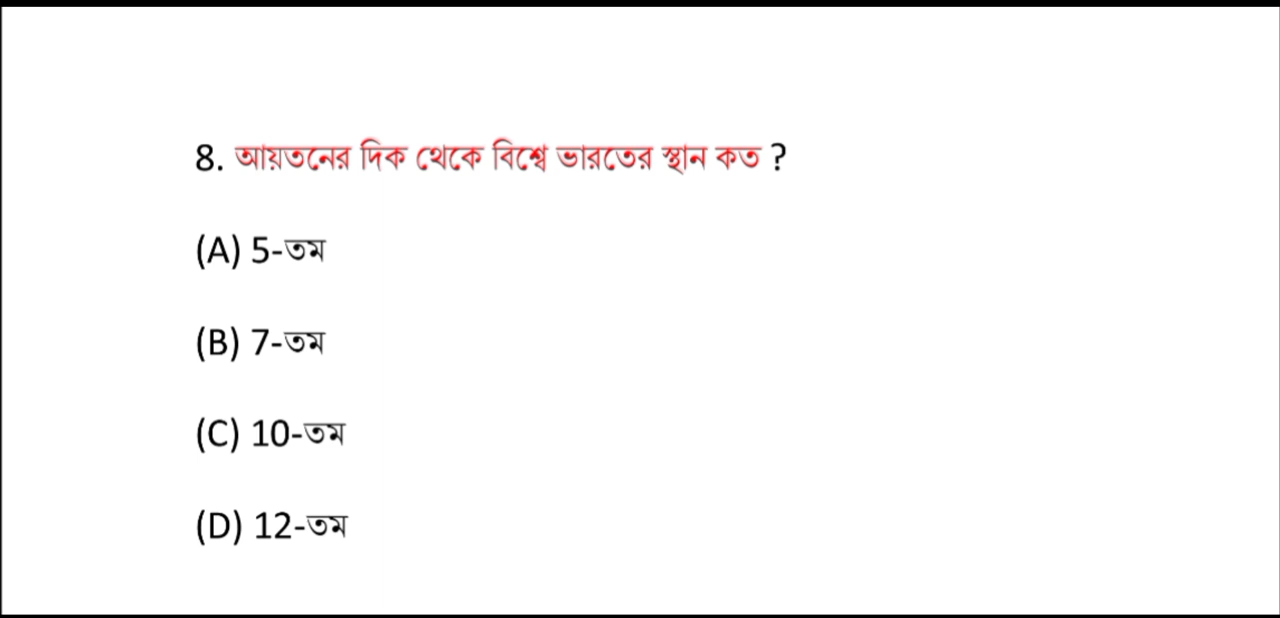 8. আয়তনের দিক থেকে বিশ্বে ভারতের স্থান কত ?
(A) 5-তম
(B) 7-তম
(C) 10-তম
(D) 12-তম